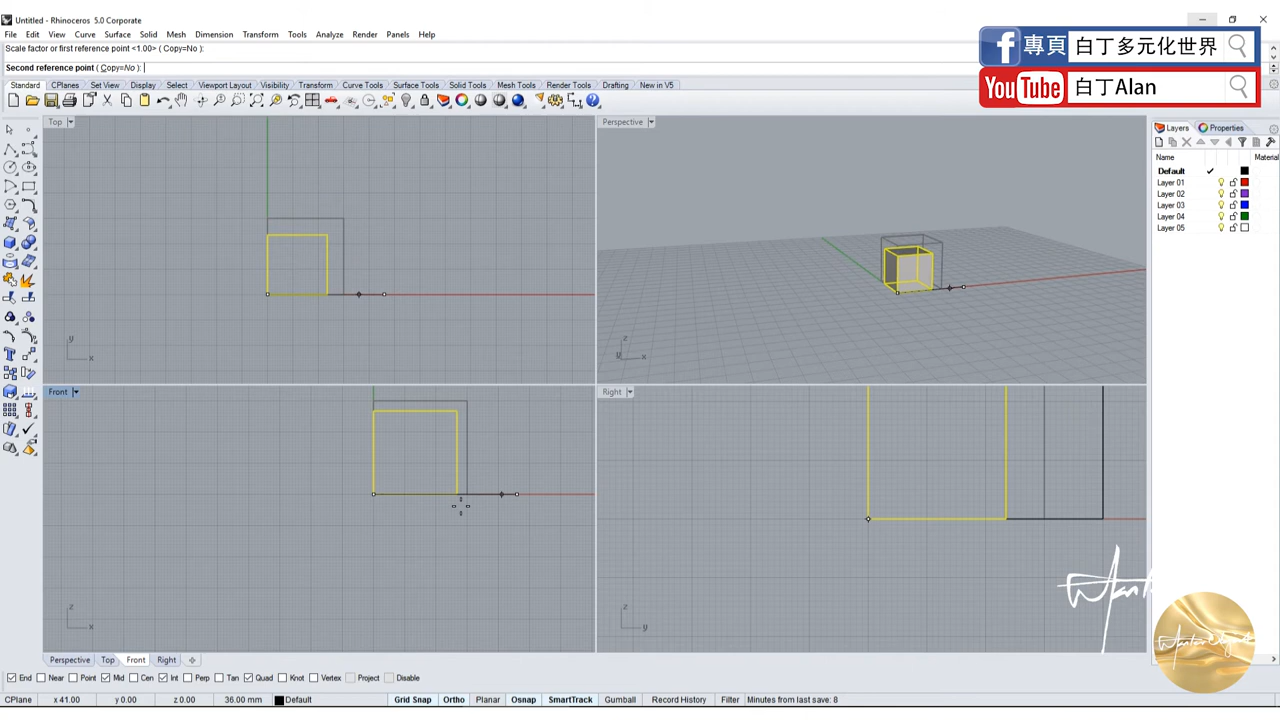 Untitled - Rhinoceros 5.0 Corporate
File Edit View Curve Surface Solid Mesh Dimension Transform Tools Analyze Render Panels Help
Scale factor or first reference point <1.00> ( Copy=No ):
Second reference point ( Copy=No ):
專頁 白丁多元化世界
YouTube 白丁Alan
Standard CPlanes Set View Display Select Viewport Layout Visibility Transform Curve Tools Surface Tools Solid Tools Mesh Tools Render Tools Drafting New in V5
Top
Perspective
Layers Properties
Name Material
Default
Layer 01
Layer 02
Layer 03
Layer 04
Layer 05
y
x
z
y
x
Front
Right
z
x
z
y
Perspective Top Front Right
End Near Point Mid Cen Int Perp Tan Quad Knot Vertex Project Disable
CPlane x 41.00 y 0.00 z 0.00 36.00 mm Default Grid Snap Ortho Planar Osnap SmartTrack Gumball Record History Filter Minutes from last save: 8